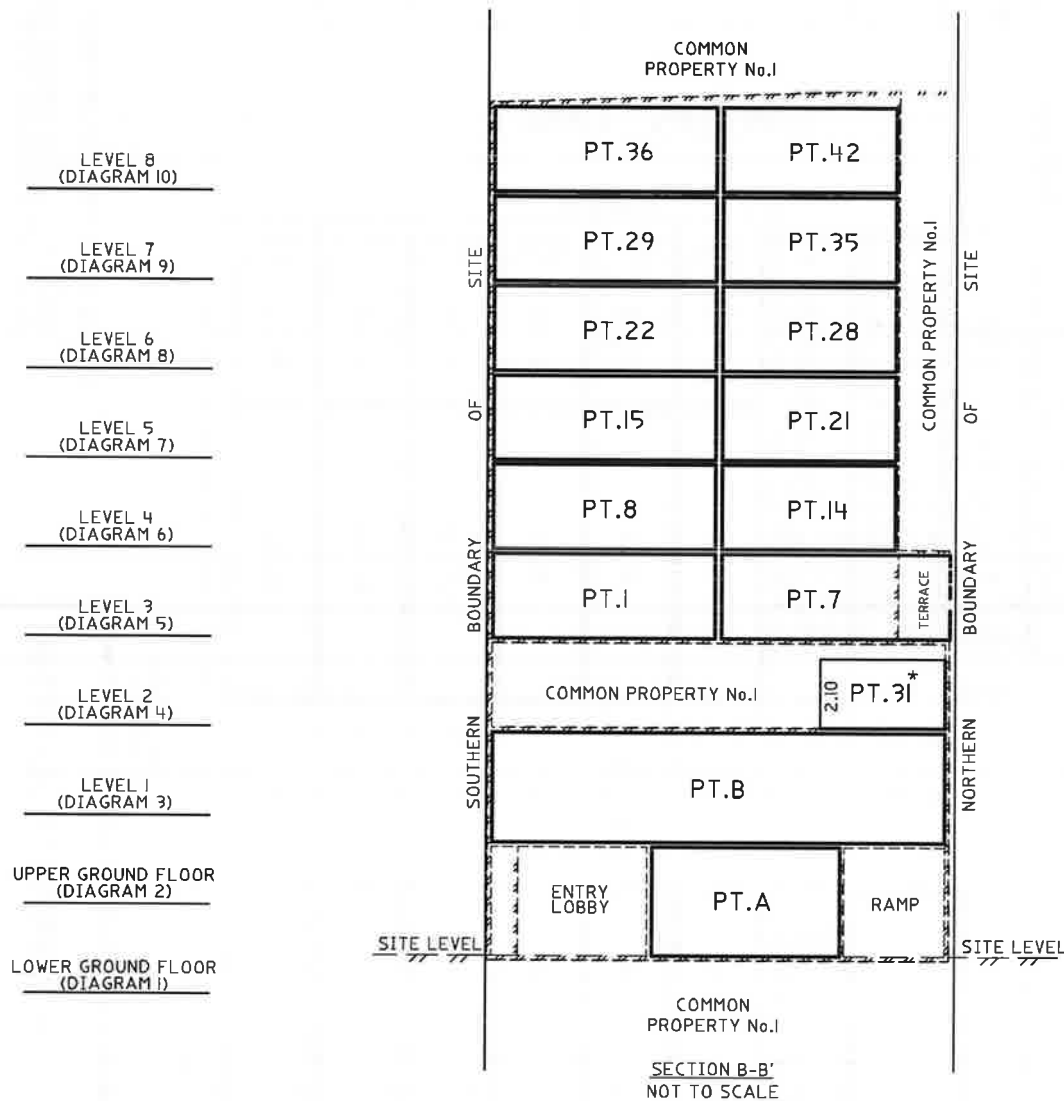 COMMON
PROPERTY No.1
LEVEL 8
(DIAGRAM 10)
PT.36
PT.42
LEVEL 7
(DIAGRAM 9)
PT.29
PT.35
LEVEL 6
(DIAGRAM 8)
PT.22
PT.28
LEVEL 5
(DIAGRAM 7)
PT.15
PT.21
LEVEL 4
(DIAGRAM 6)
PT.8
PT.14
LEVEL 3
(DIAGRAM 5)
PT.1
PT.7
TERRACE
COMMON PROPERTY No.1
SOUTHERN BOUNDARY OF SITE
NORTHERN BOUNDARY OF SITE
LEVEL 2
(DIAGRAM 4)
COMMON PROPERTY No.1
2.10
PT.31*
LEVEL 1
(DIAGRAM 3)
PT.B
UPPER GROUND FLOOR
(DIAGRAM 2)
ENTRY
LOBBY
PT.A
RAMP
SITE LEVEL
SITE LEVEL
LOWER GROUND FLOOR
(DIAGRAM 1)
COMMON
PROPERTY No.1
SECTION B-B'
NOT TO SCALE